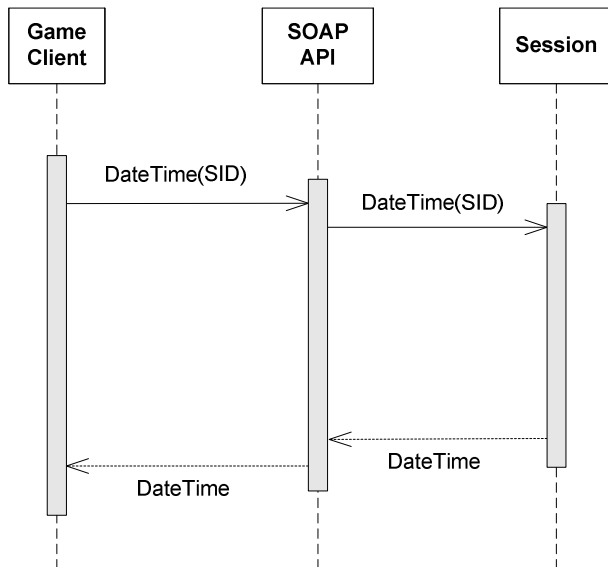 Game
Client
SOAP
API
Session
DateTime(SID)
DateTime(SID)
DateTime
DateTime